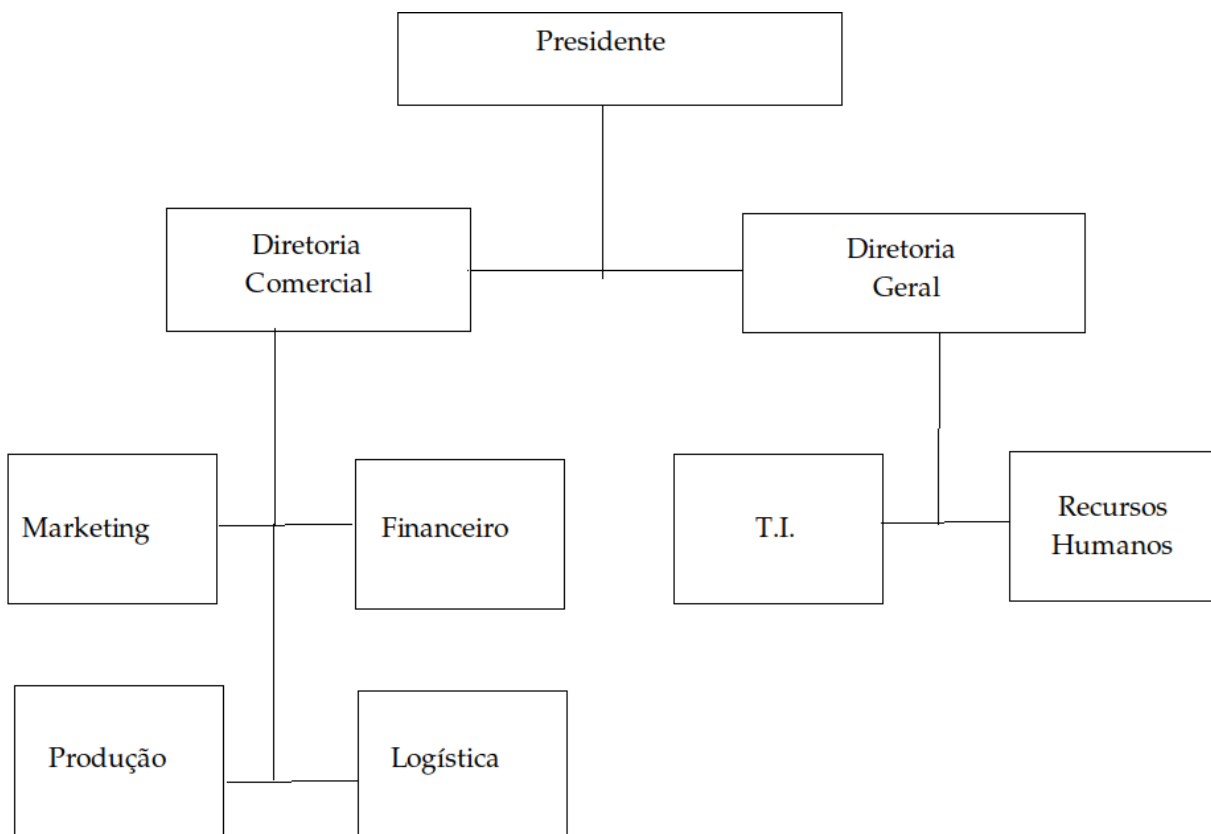 Presidente
Diretoria
Comercial
Diretoria
Geral
Marketing
Financeiro
T.I.
Recursos
Humanos
Produção
Logística